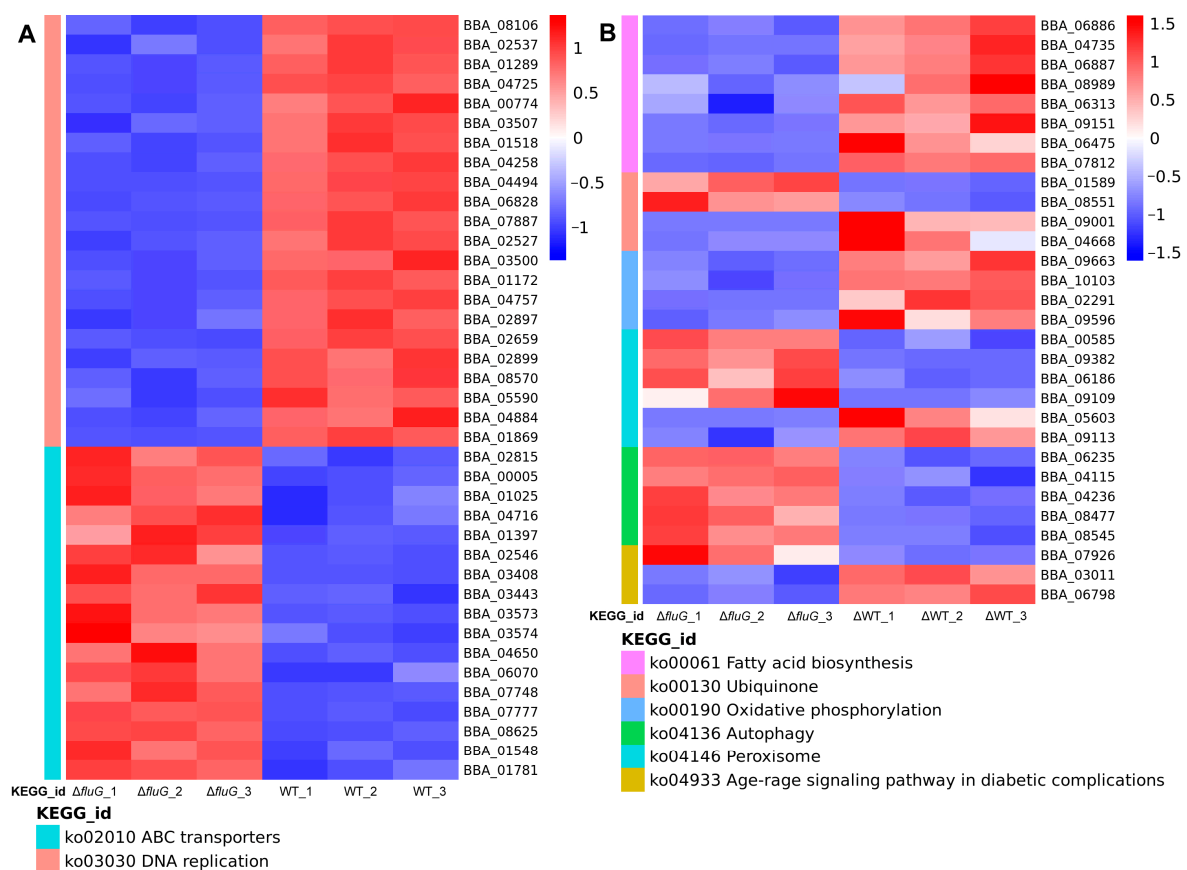 A
BBA_08106
BBA_02537
BBA_01289
BBA_04725
BBA_00774
BBA_03507
BBA_01518
BBA_04258
BBA_04494
BBA_06828
BBA_07887
BBA_02527
BBA_03500
BBA_01172
BBA_04757
BBA_02897
BBA_02659
BBA_02899
BBA_08570
BBA_05590
BBA_04884
BBA_01869
BBA_02815
BBA_00005
BBA_01025
BBA_04716
BBA_01397
BBA_02546
BBA_03408
BBA_03443
BBA_03573
BBA_03574
BBA_04650
BBA_06070
BBA_07748
BBA_07777
BBA_08625
BBA_01548
BBA_01781
1
0.5
0
−0.5
−1
KEGG_id ΔfluG_1 ΔfluG_2 ΔfluG_3 WT_1 WT_2 WT_3
KEGG_id
ko02010 ABC transporters
ko03030 DNA replication
B
BBA_06886
BBA_04735
BBA_06887
BBA_08989
BBA_06313
BBA_09151
BBA_06475
BBA_07812
BBA_01589
BBA_08551
BBA_09001
BBA_04668
BBA_09663
BBA_10103
BBA_02291
BBA_09596
BBA_00585
BBA_09382
BBA_06186
BBA_09109
BBA_05603
BBA_09113
BBA_06235
BBA_04115
BBA_04236
BBA_08477
BBA_08545
BBA_07926
BBA_03011
BBA_06798
1.5
1
0.5
0
−0.5
−1
−1.5
KEGG_id ΔfluG_1 ΔfluG_2 ΔfluG_3 ΔWT_1 ΔWT_2 ΔWT_3
KEGG_id
ko00061 Fatty acid biosynthesis
ko00130 Ubiquinone
ko00190 Oxidative phosphorylation
ko04136 Autophagy
ko04146 Peroxisome
ko04933 Age-rage signaling pathway in diabetic complications